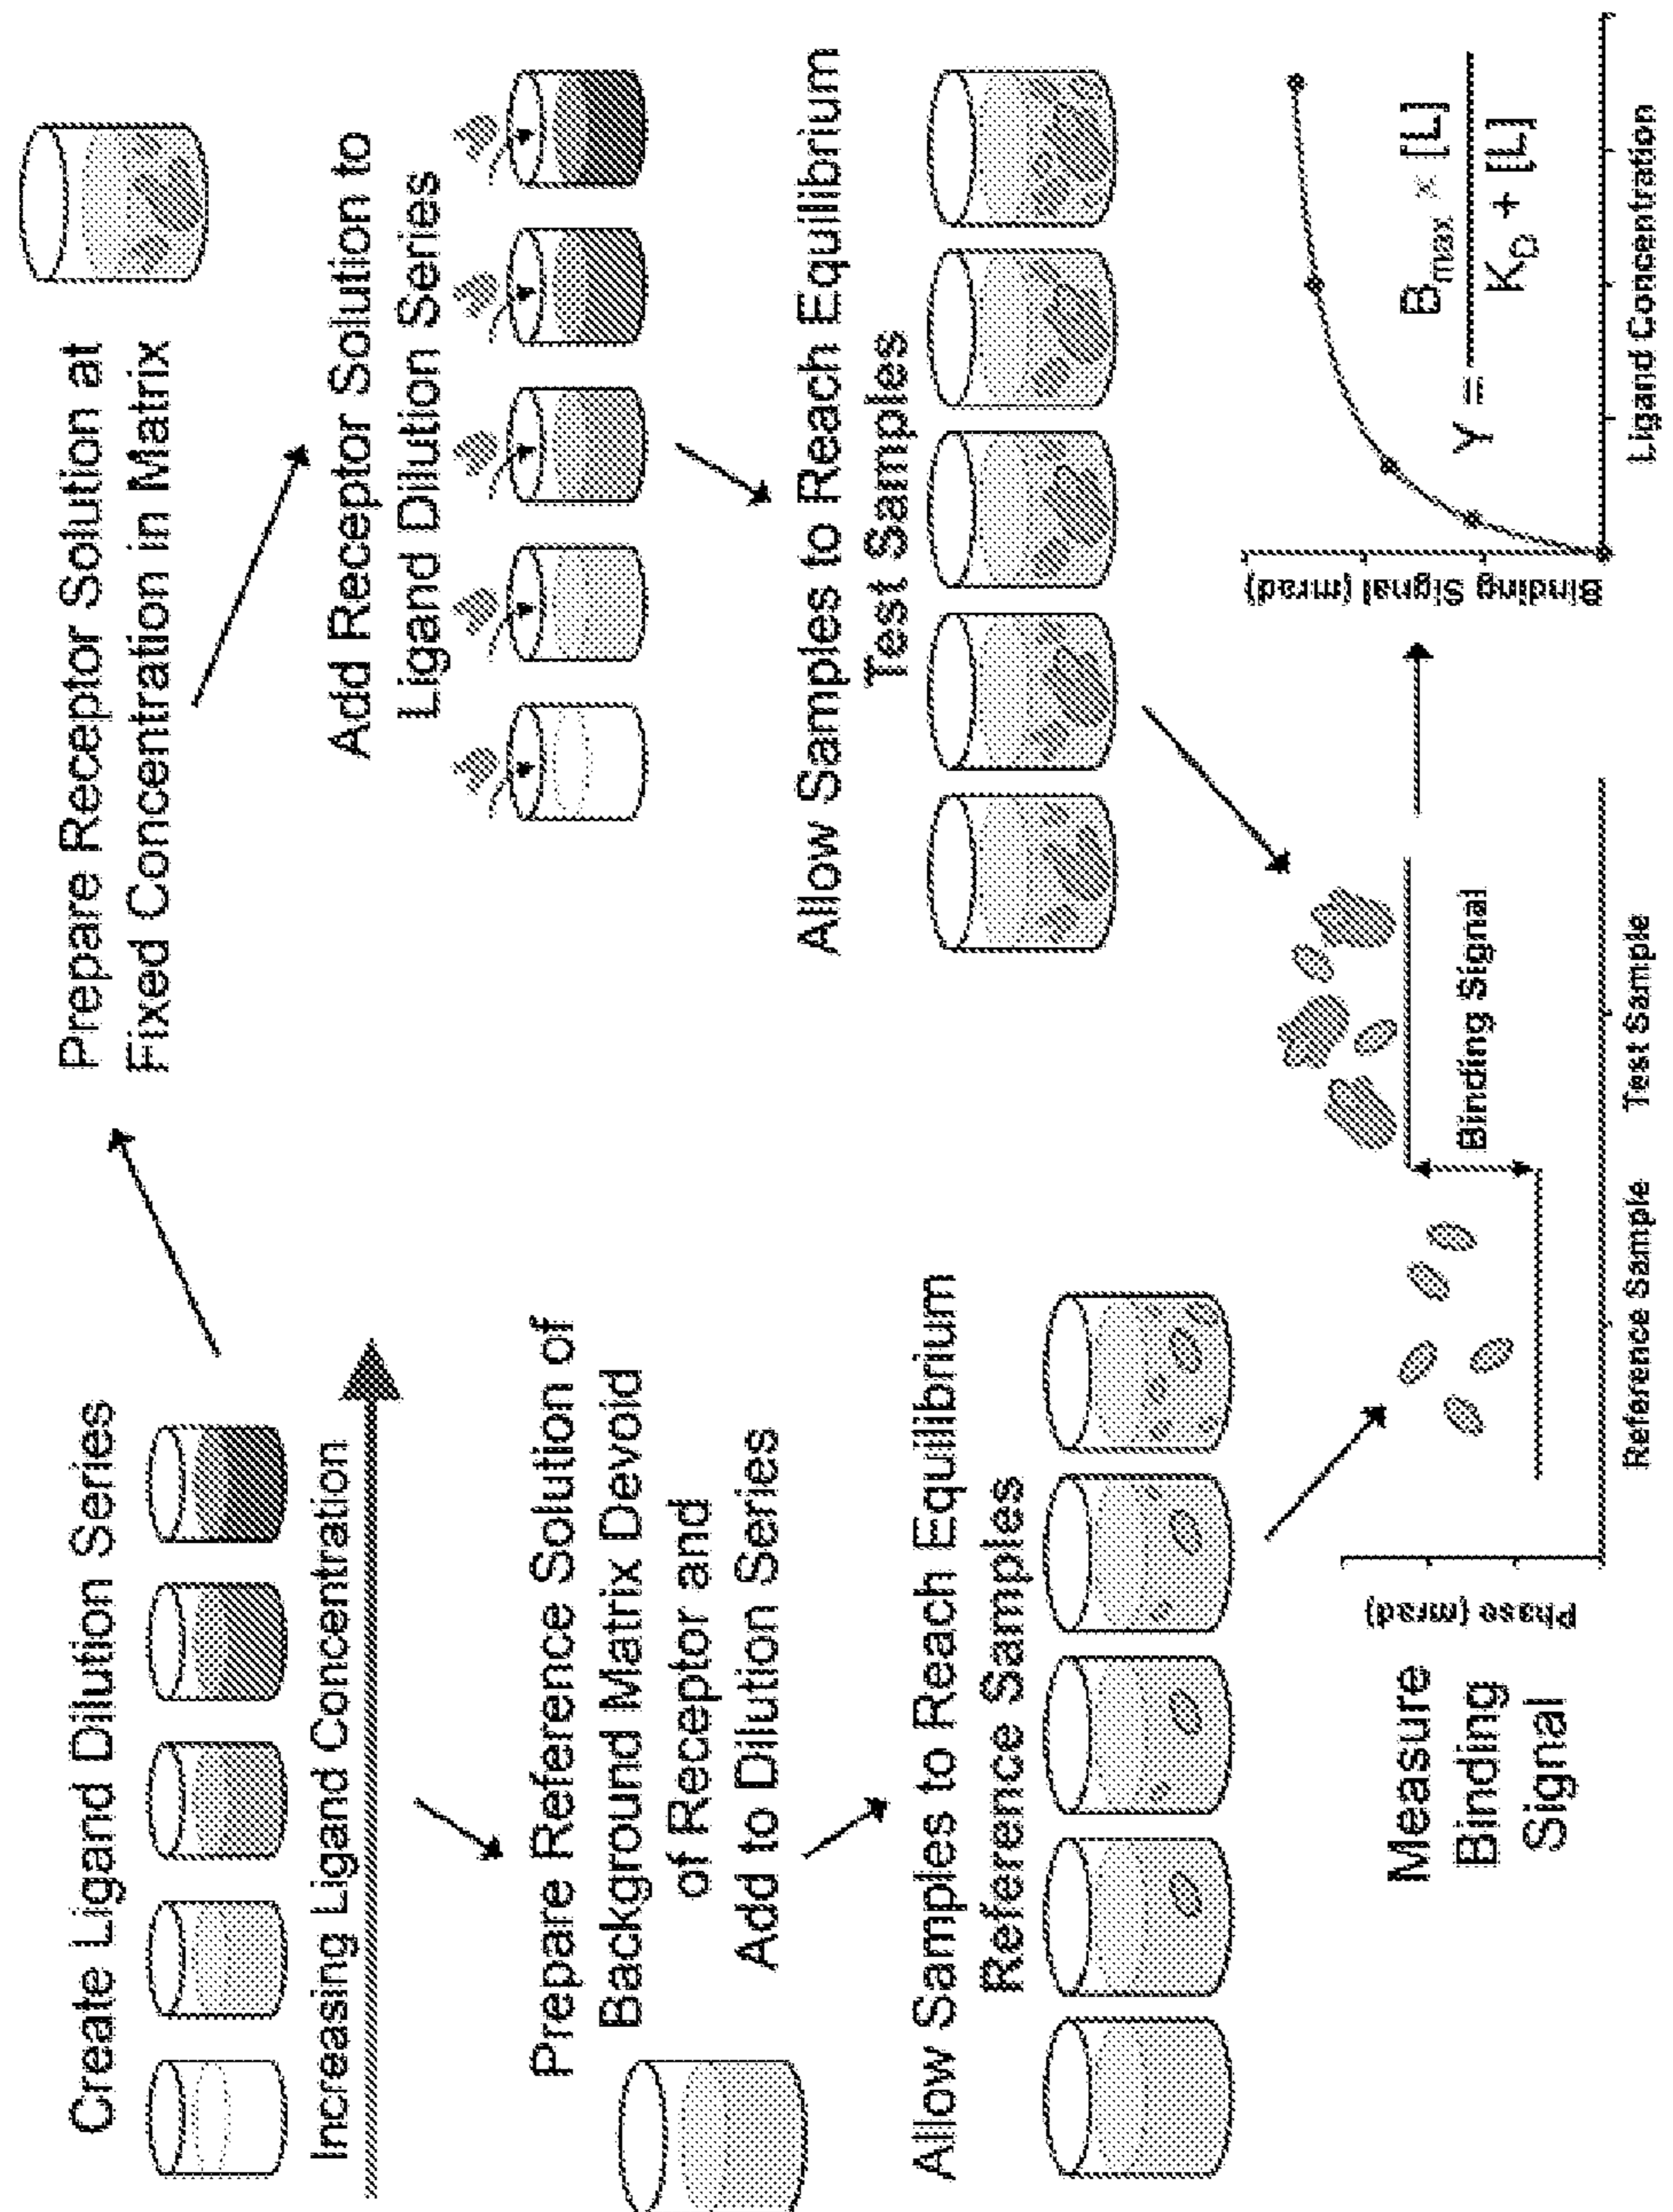 Create Ligand Dilution Series
Increasing Ligand Concentration
Prepare Receptor Solution at
Fixed Concentration in Matrix
Prepare Reference Solution of
Background Matrix Devoid
of Receptor and
Add to Dilution Series
Add Receptor Solution to
Ligand Dilution Series
Allow Samples to Reach Equilibrium
Reference Samples
Allow Samples to Reach Equilibrium
Test Samples
Measure
Binding
Signal
Phase (mrad)
Binding Signal
Reference Sample
Test Sample
Binding Signal (mrad)
Y = Bmax × [L]
KD + [L]
Ligand Concentration